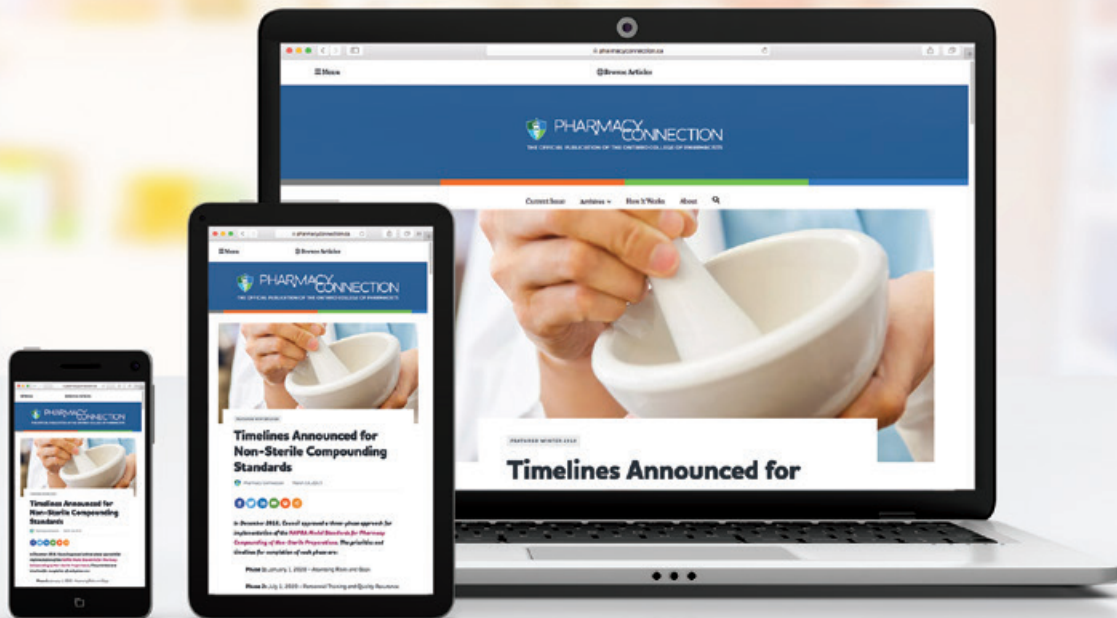 pharmacyconnection.ca
Menu
Browse Articles
PHARMACY
CONNECTION
THE OFFICIAL PUBLICATION OF THE ONTARIO COLLEGE OF PHARMACISTS
Current Issue Archives How It Works About
FEATURED WINTER 2019
Timelines Announced for
pharmacyconnection.ca
Menu
Browse Articles
PHARMACY
CONNECTION
THE OFFICIAL PUBLICATION OF THE ONTARIO COLLEGE OF PHARMACISTS
Timelines Announced for
Non-Sterile Compounding
Standards
Pharmacy Connection
In December 2018, Council approved a three-phase approach for
implementation of the NAPRA Model Standards for Pharmacy
Compounding of Non-Sterile Preparations. The priorities and
timelines for completion of each phase are:
Phase 1: January 1, 2020 – Assessing Risks and Gaps
Phase 2: July 1, 2020 – Personnel Training and Quality Assurance
PHARMACY
CONNECTION
Timelines Announced for
Non-Sterile Compounding
Standards